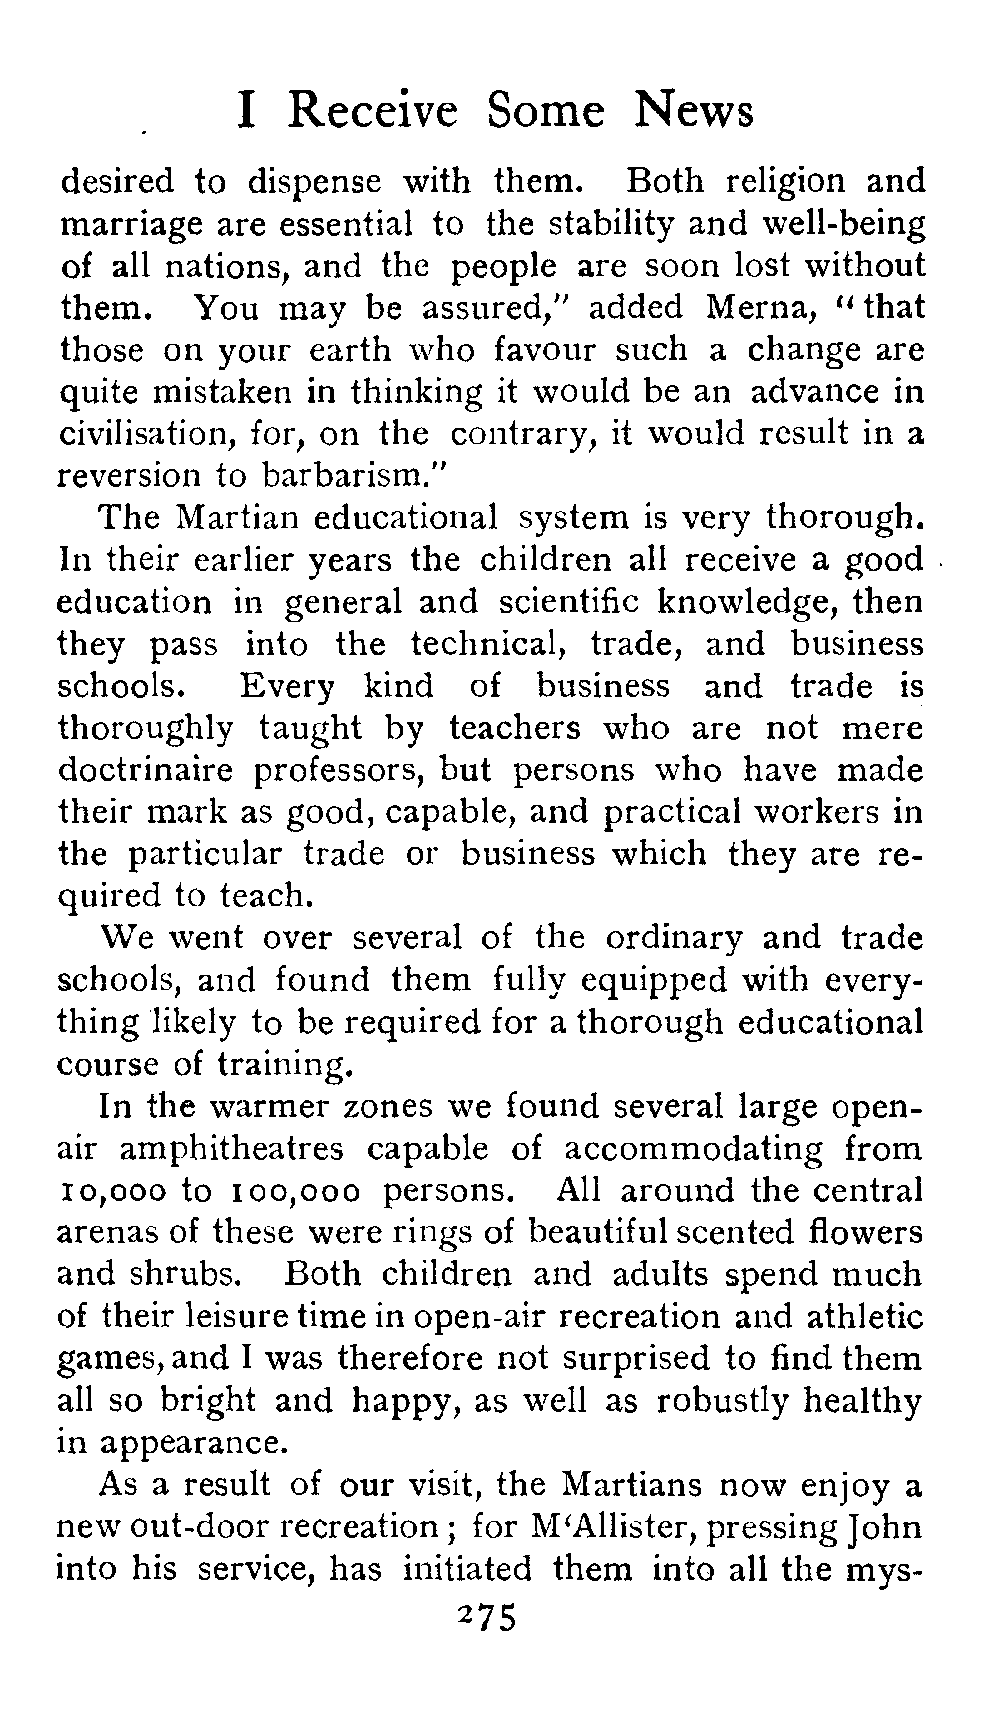 I Receive Some News
desired to dispense with them. Both religion and
marriage are essential to the stability and well-being
of all nations, and the people are soon lost without
them. You may be assured," added Merna, "that
those on your earth who favour such a change are
quite mistaken in thinking it would be an advance in
civilisation, for, on the contrary, it would result in a
reversion to barbarism."
The Martian educational system is very thorough.
In their earlier years the children all receive a good
education in general and scientific knowledge, then
they pass into the technical, trade, and business
schools. Every kind of business and trade is
thoroughly taught by teachers who are not mere
doctrinaire professors, but persons who have made
their mark as good, capable, and practical workers in
the particular trade or business which they are re-
quired to teach.
We went over several of the ordinary and trade
schools, and found them fully equipped with every-
thing likely to be required for a thorough educational
course of training.
In the warmer zones we found several large open-
air amphitheatres capable of accommodating from
10,000 to 100,000 persons. All around the central
arenas of these were rings of beautiful scented flowers
and shrubs. Both children and adults spend much
of their leisure time in open-air recreation and athletic
games, and I was therefore not surprised to find them
all so bright and happy, as well as robustly healthy
in appearance.
As a result of our visit, the Martians now enjoy a
new out-door recreation; for M‘Allister, pressing John
into his service, has initiated them into all the mys-
275